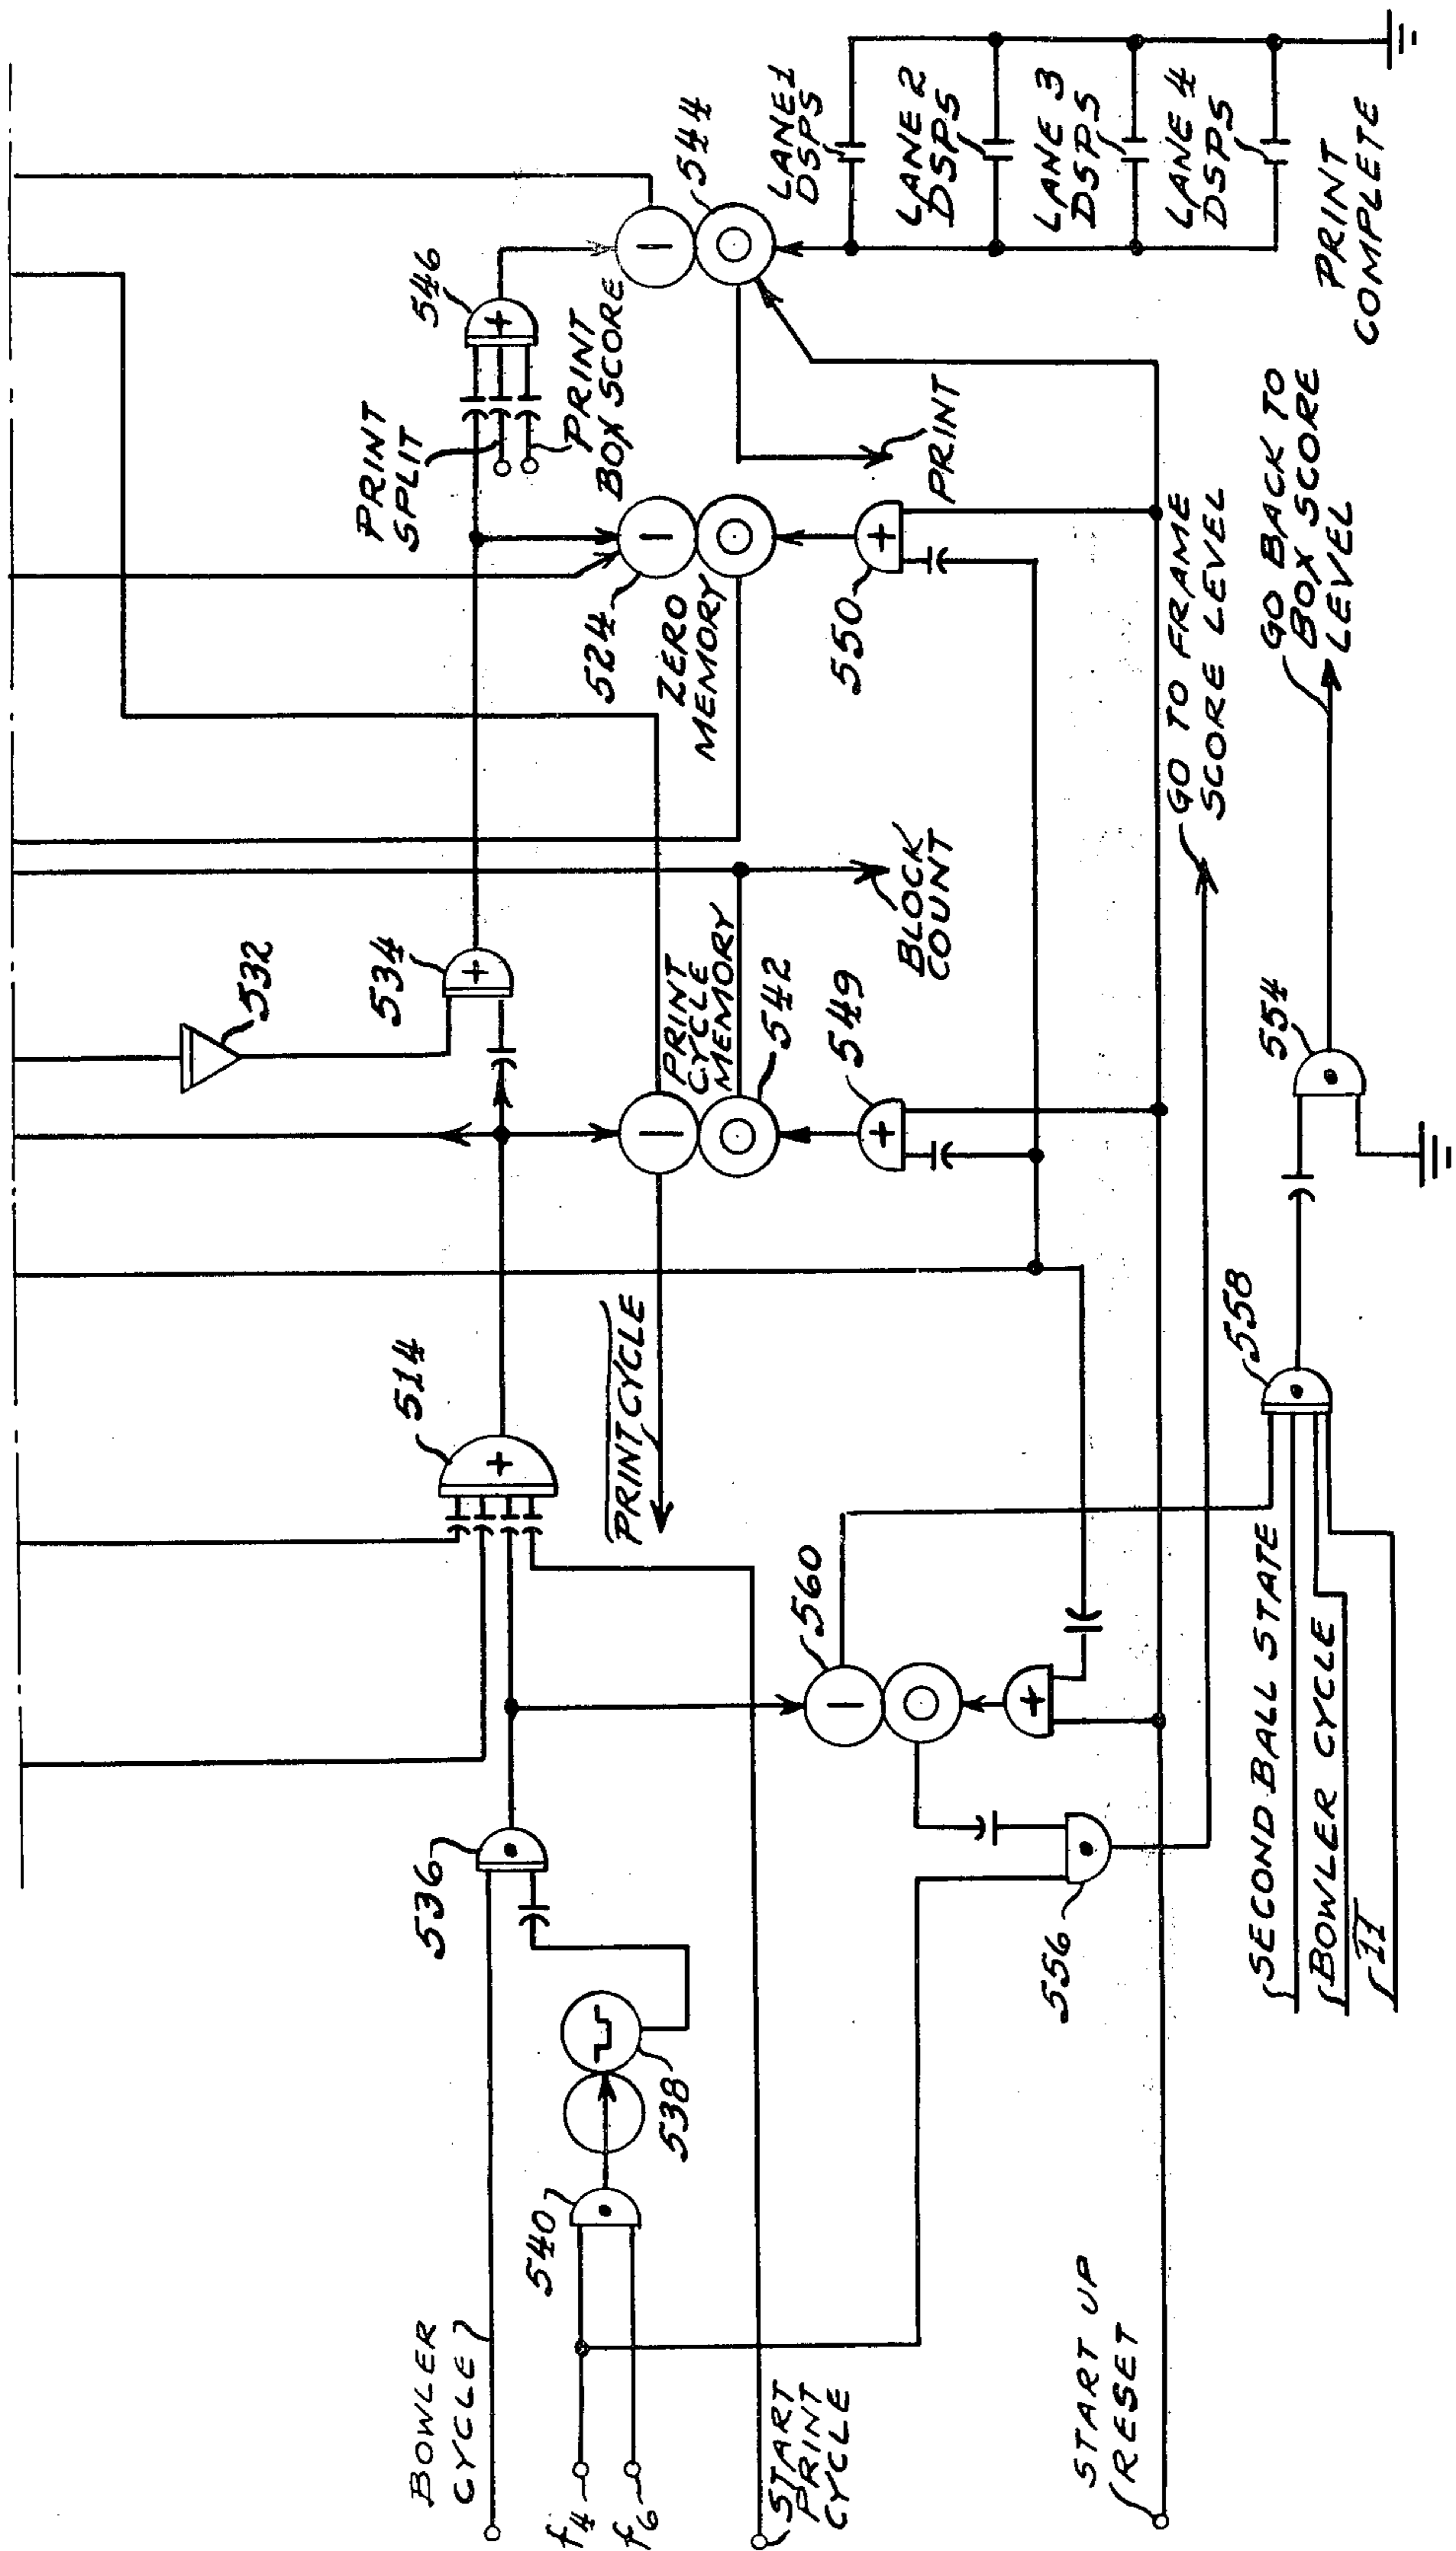 BOWLER
CYCLE
f4
f6
START
PRINT
CYCLE
START UP
RESET
540
538
536
514
PRINT CYCLE
560
556
SECOND BALL STATE
BOWLER CYCLE
11
558
554
GO BACK TO
BOX SCORE
LEVEL
GO TO FRAME
SCORE LEVEL
532
534
PRINT
CYCLE
MEMORY
542
549
BLOCK
COUNT
524
ZERO
MEMORY
550
PRINT
SPLIT
546
PRINT
BOX SCORE
544
PRINT
LANE 1
DSPS
LANE 2
DSPS
LANE 3
DSPS
LANE 4
DSPS
PRINT
COMPLETE